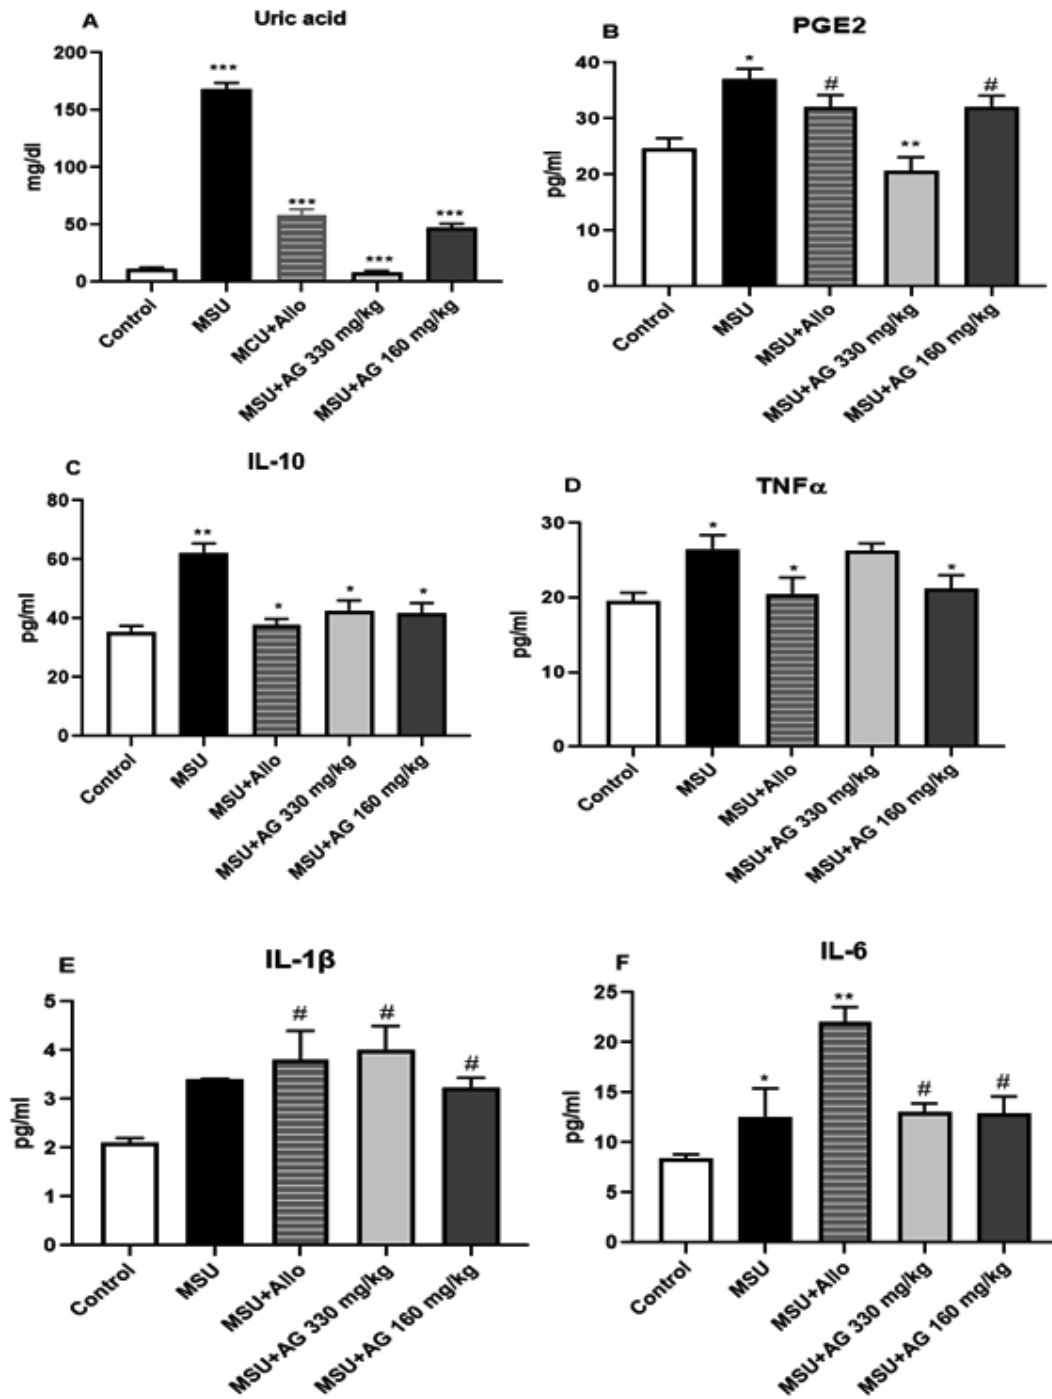 A
Uric acid
mg/dl
200
150
100
50
0
***
***
***
***
Control
MSU
MCU+Allo
MSU+AG 330 mg/kg
MSU+AG 160 mg/kg
B
PGE2
pg/ml
40
30
20
10
0
*
#
**
#
Control
MSU
MSU+Allo
MSU+AG 330 mg/kg
MSU+AG 160 mg/kg
C
IL-10
pg/ml
80
60
40
20
0
**
*
*
*
Control
MSU
MSU+Allo
MSU+AG 330 mg/kg
MSU+AG 160 mg/kg
D
TNFα
pg/ml
30
20
10
0
*
*
*
Control
MSU
MSU+Allo
MSU+AG 330 mg/kg
MSU+AG 160 mg/kg
E
IL-1β
pg/ml
5
4
3
2
1
0
#
#
#
Control
MSU
MSU+Allo
MSU+AG 330 mg/kg
MSU+AG 160 mg/kg
F
IL-6
pg/ml
25
20
15
10
5
0
*
**
#
#
Control
MSU
MSU+Allo
MSU+AG 330 mg/kg
MSU+AG 160 mg/kg